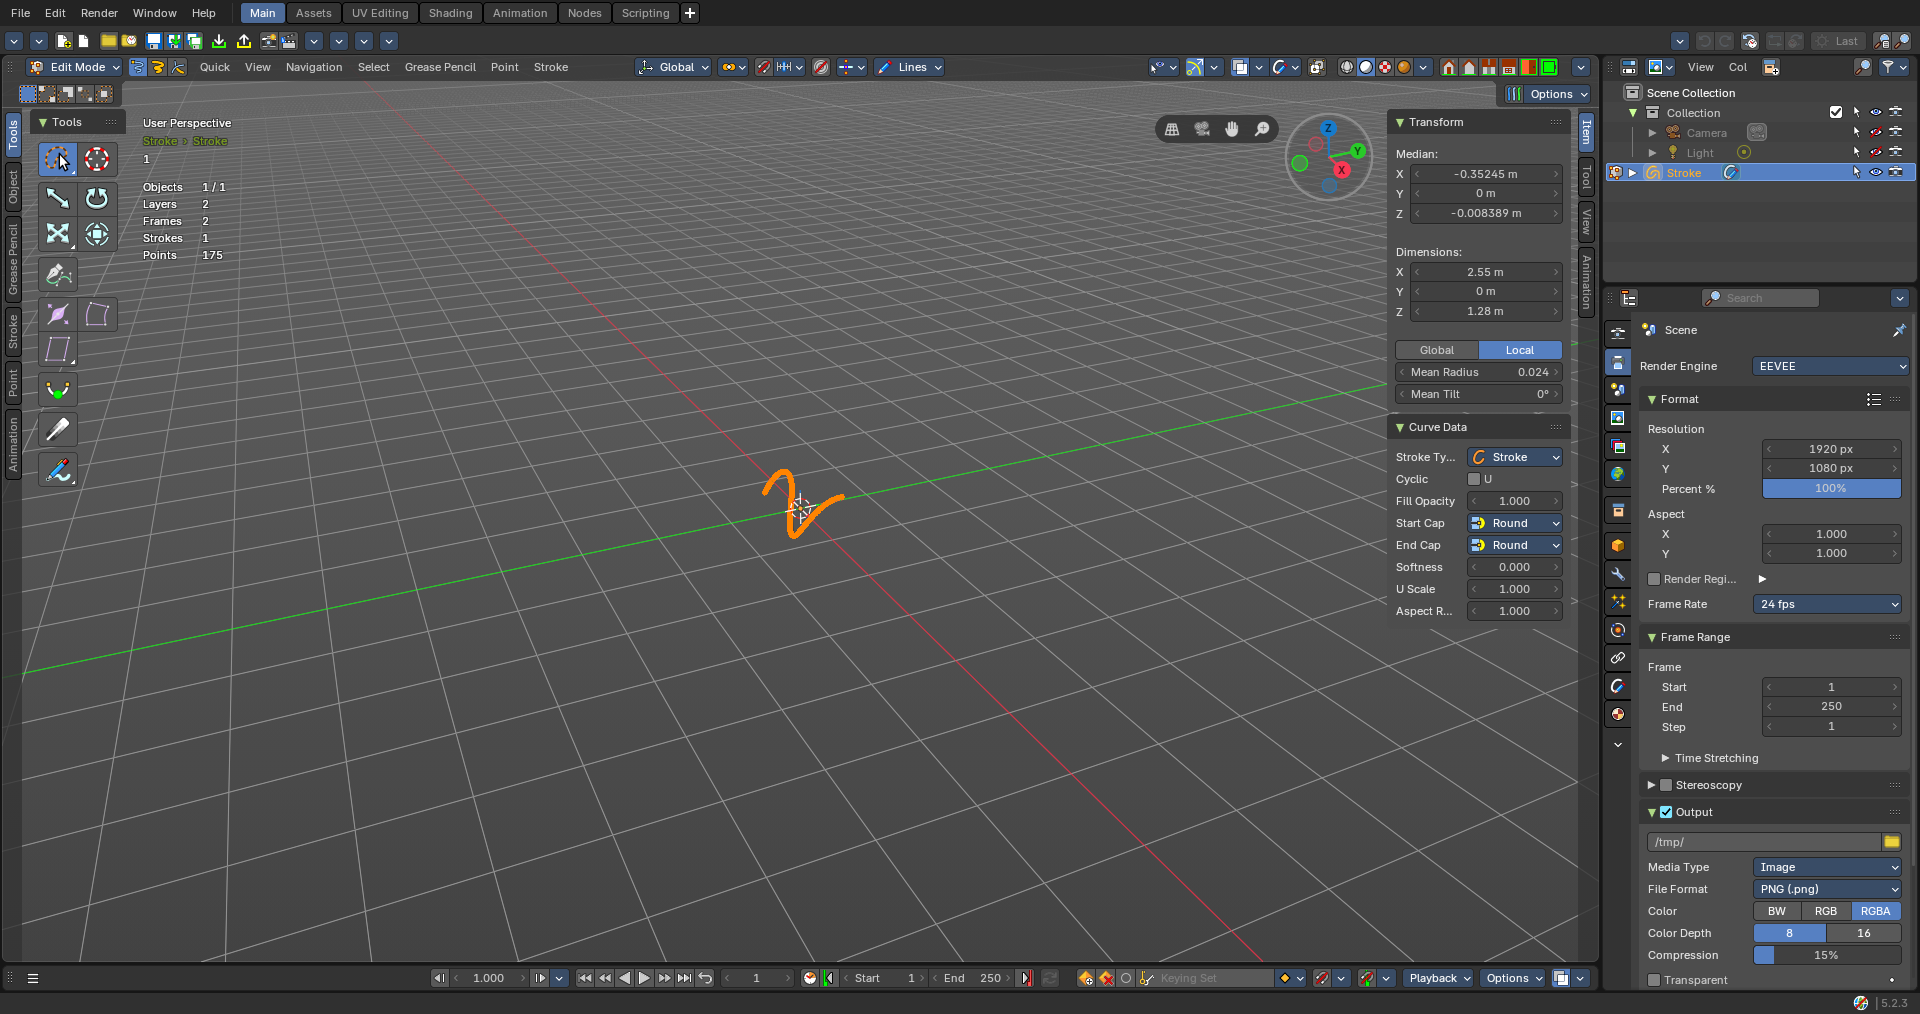 File Edit Render Window Help Main Assets UV Editing Shading Animation Nodes Scripting
Last
Edit Mode Quick View Navigation Select Grease Pencil Point Stroke Global Lines
View Col
Options
Tools
Object
Grease Pencil
Stroke
Point
Animation
Tools
User Perspective
Stroke › Stroke
1
Objects 1 / 1
Layers 2
Frames 2
Strokes 1
Points 175
Z
Y
X
Transform
Median:
X -0.35245 m
Y 0 m
Z -0.008389 m
Dimensions:
X 2.55 m
Y 0 m
Z 1.28 m
Global Local
Mean Radius 0.024
Mean Tilt 0°
Curve Data
Stroke Ty... Stroke
Cyclic U
Fill Opacity 1.000
Start Cap Round
End Cap Round
Softness 0.000
U Scale 1.000
Aspect R... 1.000
Item
Tool
View
Animation
Scene Collection
Collection
Camera
Light
Stroke
Search
Scene
Render Engine EEVEE
Format
Resolution
X 1920 px
Y 1080 px
Percent % 100%
Aspect
X 1.000
Y 1.000
Render Regi...
Frame Rate 24 fps
Frame Range
Frame
Start 1
End 250
Step 1
Time Stretching
Stereoscopy
Output
/tmp/
Media Type Image
File Format PNG (.png)
Color BW RGB RGBA
Color Depth 8 16
Compression 15%
Transparent
1.000 1 Start 1 End 250 Keying Set Playback Options
5.2.3